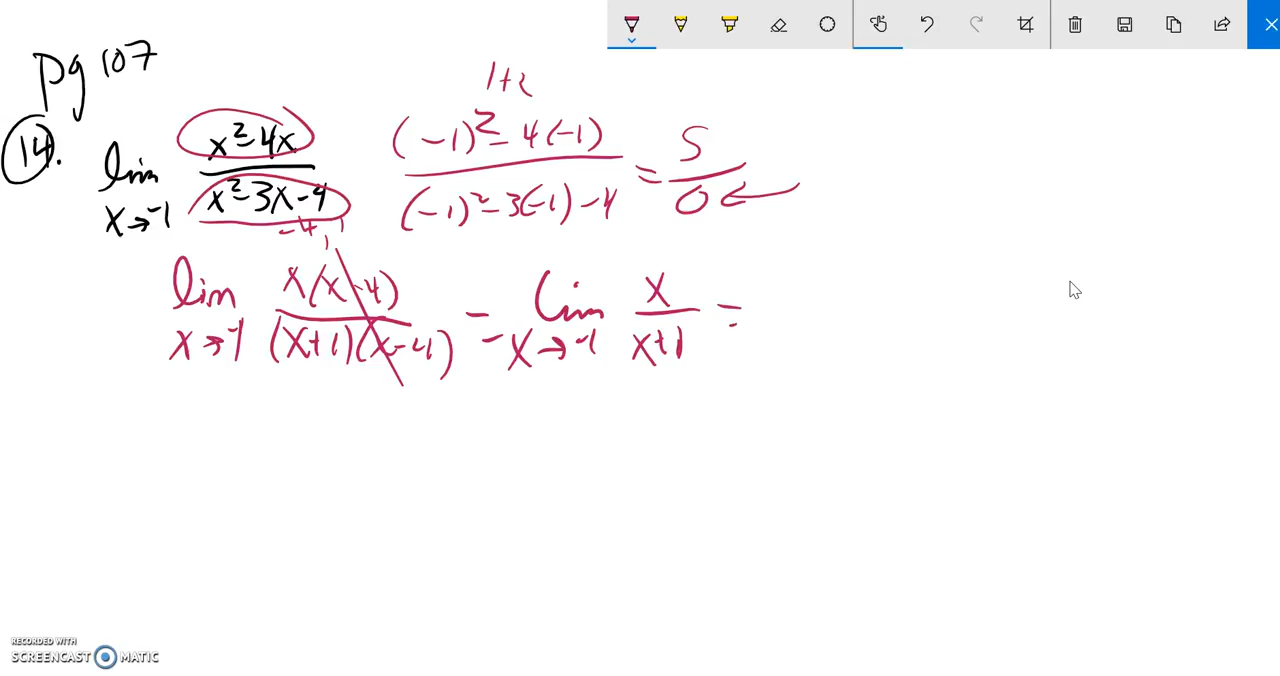 pg 107
1+
14. lim x→-1 x²-4x / x²-3x-4 (-1)²-4(-1) / (-1)²-3(-1)-4 = 5 / 0
-4 1
lim x→-1 x(x-4) / (x+1)(x-4) = lim x→-1 x / x+1 =
RECORDED WITH
SCREENCAST MATIC